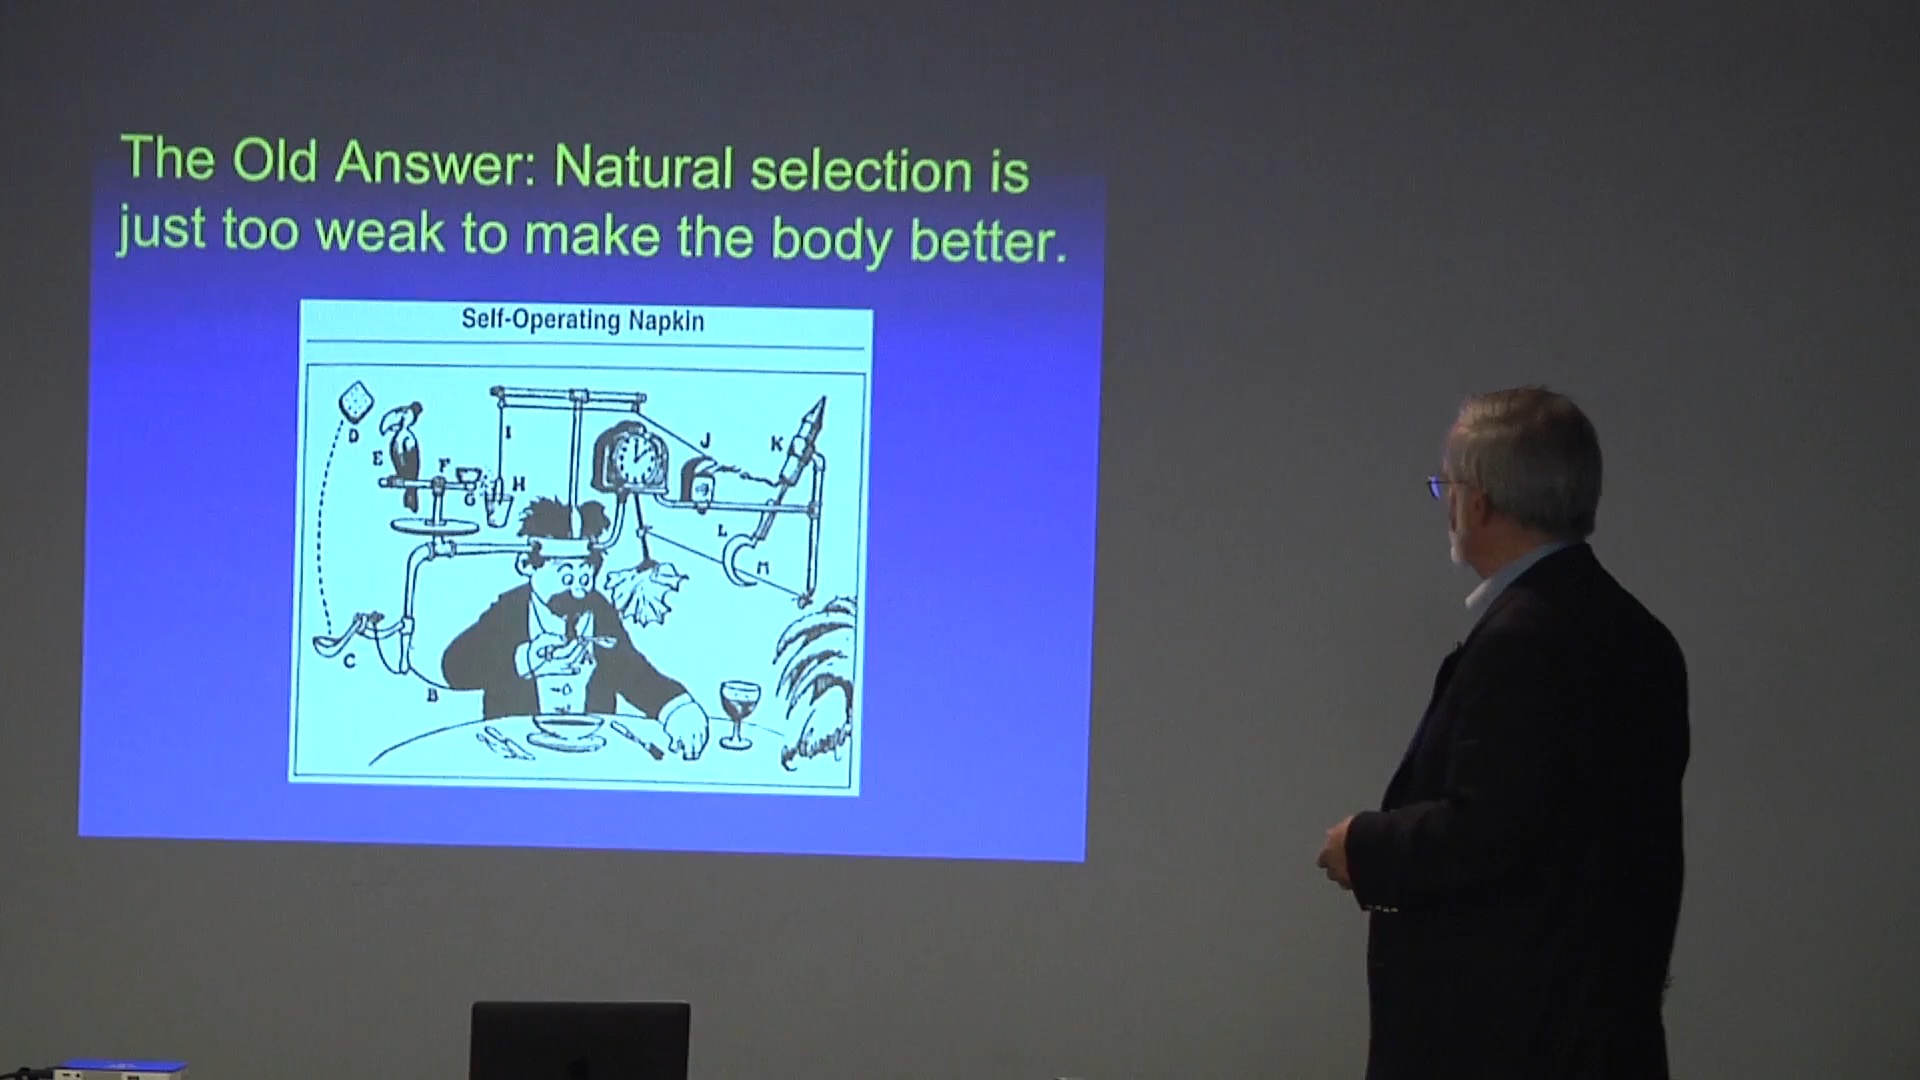 The Old Answer: Natural selection is
just too weak to make the body better.
Self-Operating Napkin
D
E
F
G
H
I
J
K
L
M
A
C
B